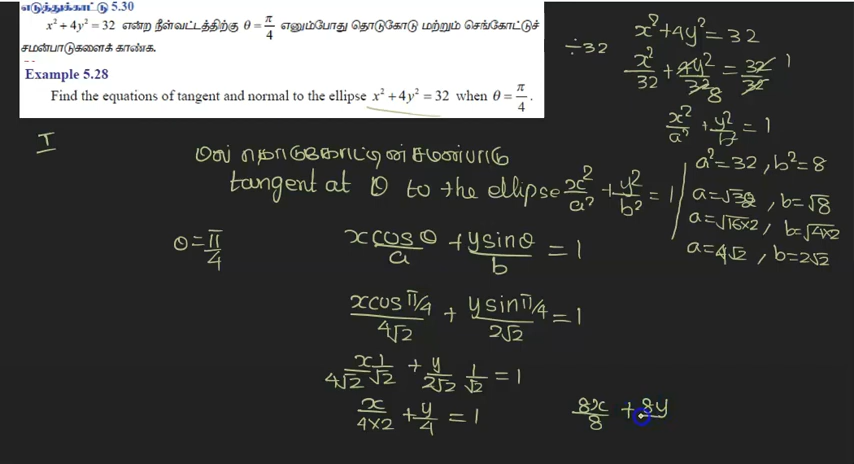 எடுத்துக்காட்டு 5.30
x² + 4y² = 32 என்ற நீள்வட்டத்திற்கு θ = π/4 எனும்போது தொடுகோடு மற்றும் செங்கோட்டுச்
சமன்பாடுகளைக் காண்க.
Example 5.28
Find the equations of tangent and normal to the ellipse x² + 4y² = 32 when θ = π/4.
x² + 4y² = 32
÷32
x²/32 + 4y²/32 8 = 32/32 1
x²/a² + y²/b² = 1
a² = 32, b² = 8
a = √32, b = √8
a = √16×2, b = √4×2
a = 4√2, b = 2√2
I
tangent at θ to the ellipse x²/a² + y²/b² = 1
θ = π/4
x cosθ/a + y sinθ/b = 1
x cos π/4 / 4√2 + y sin π/4 / 2√2 = 1
x/4√2 1/√2 + y/2√2 1/√2 = 1
x/4×2 + y/4 = 1
8x/8 + 8y